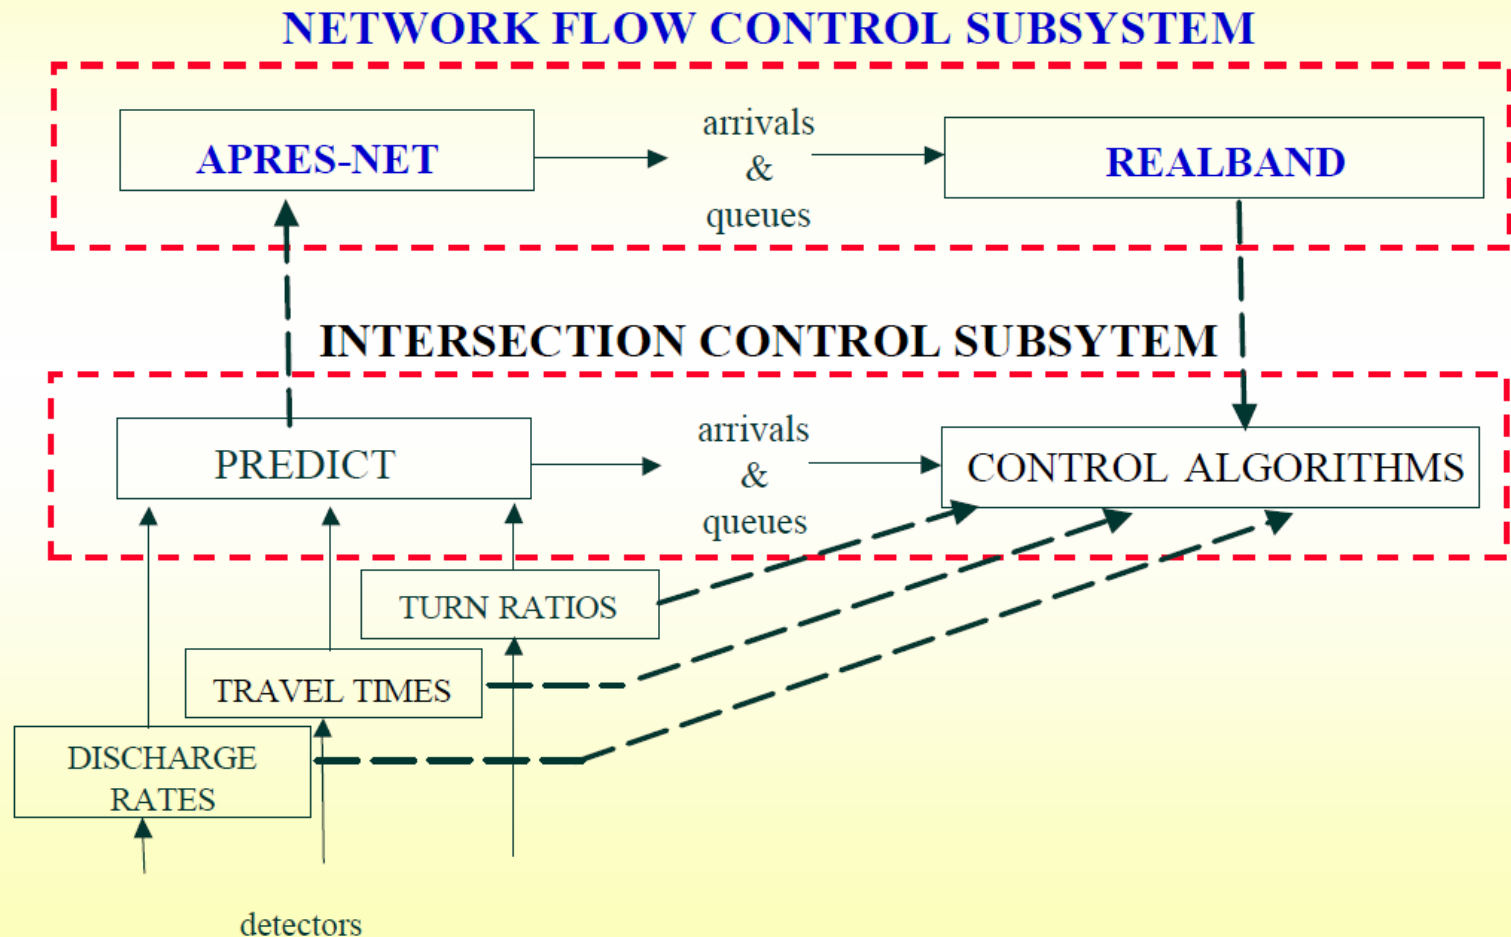 NETWORK FLOW CONTROL SUBSYSTEM
APRES-NET
arrivals
&
queues
REALBAND
INTERSECTION CONTROL SUBSYTEM
PREDICT
arrivals
&
queues
CONTROL ALGORITHMS
TURN RATIOS
TRAVEL TIMES
DISCHARGE
RATES
detectors